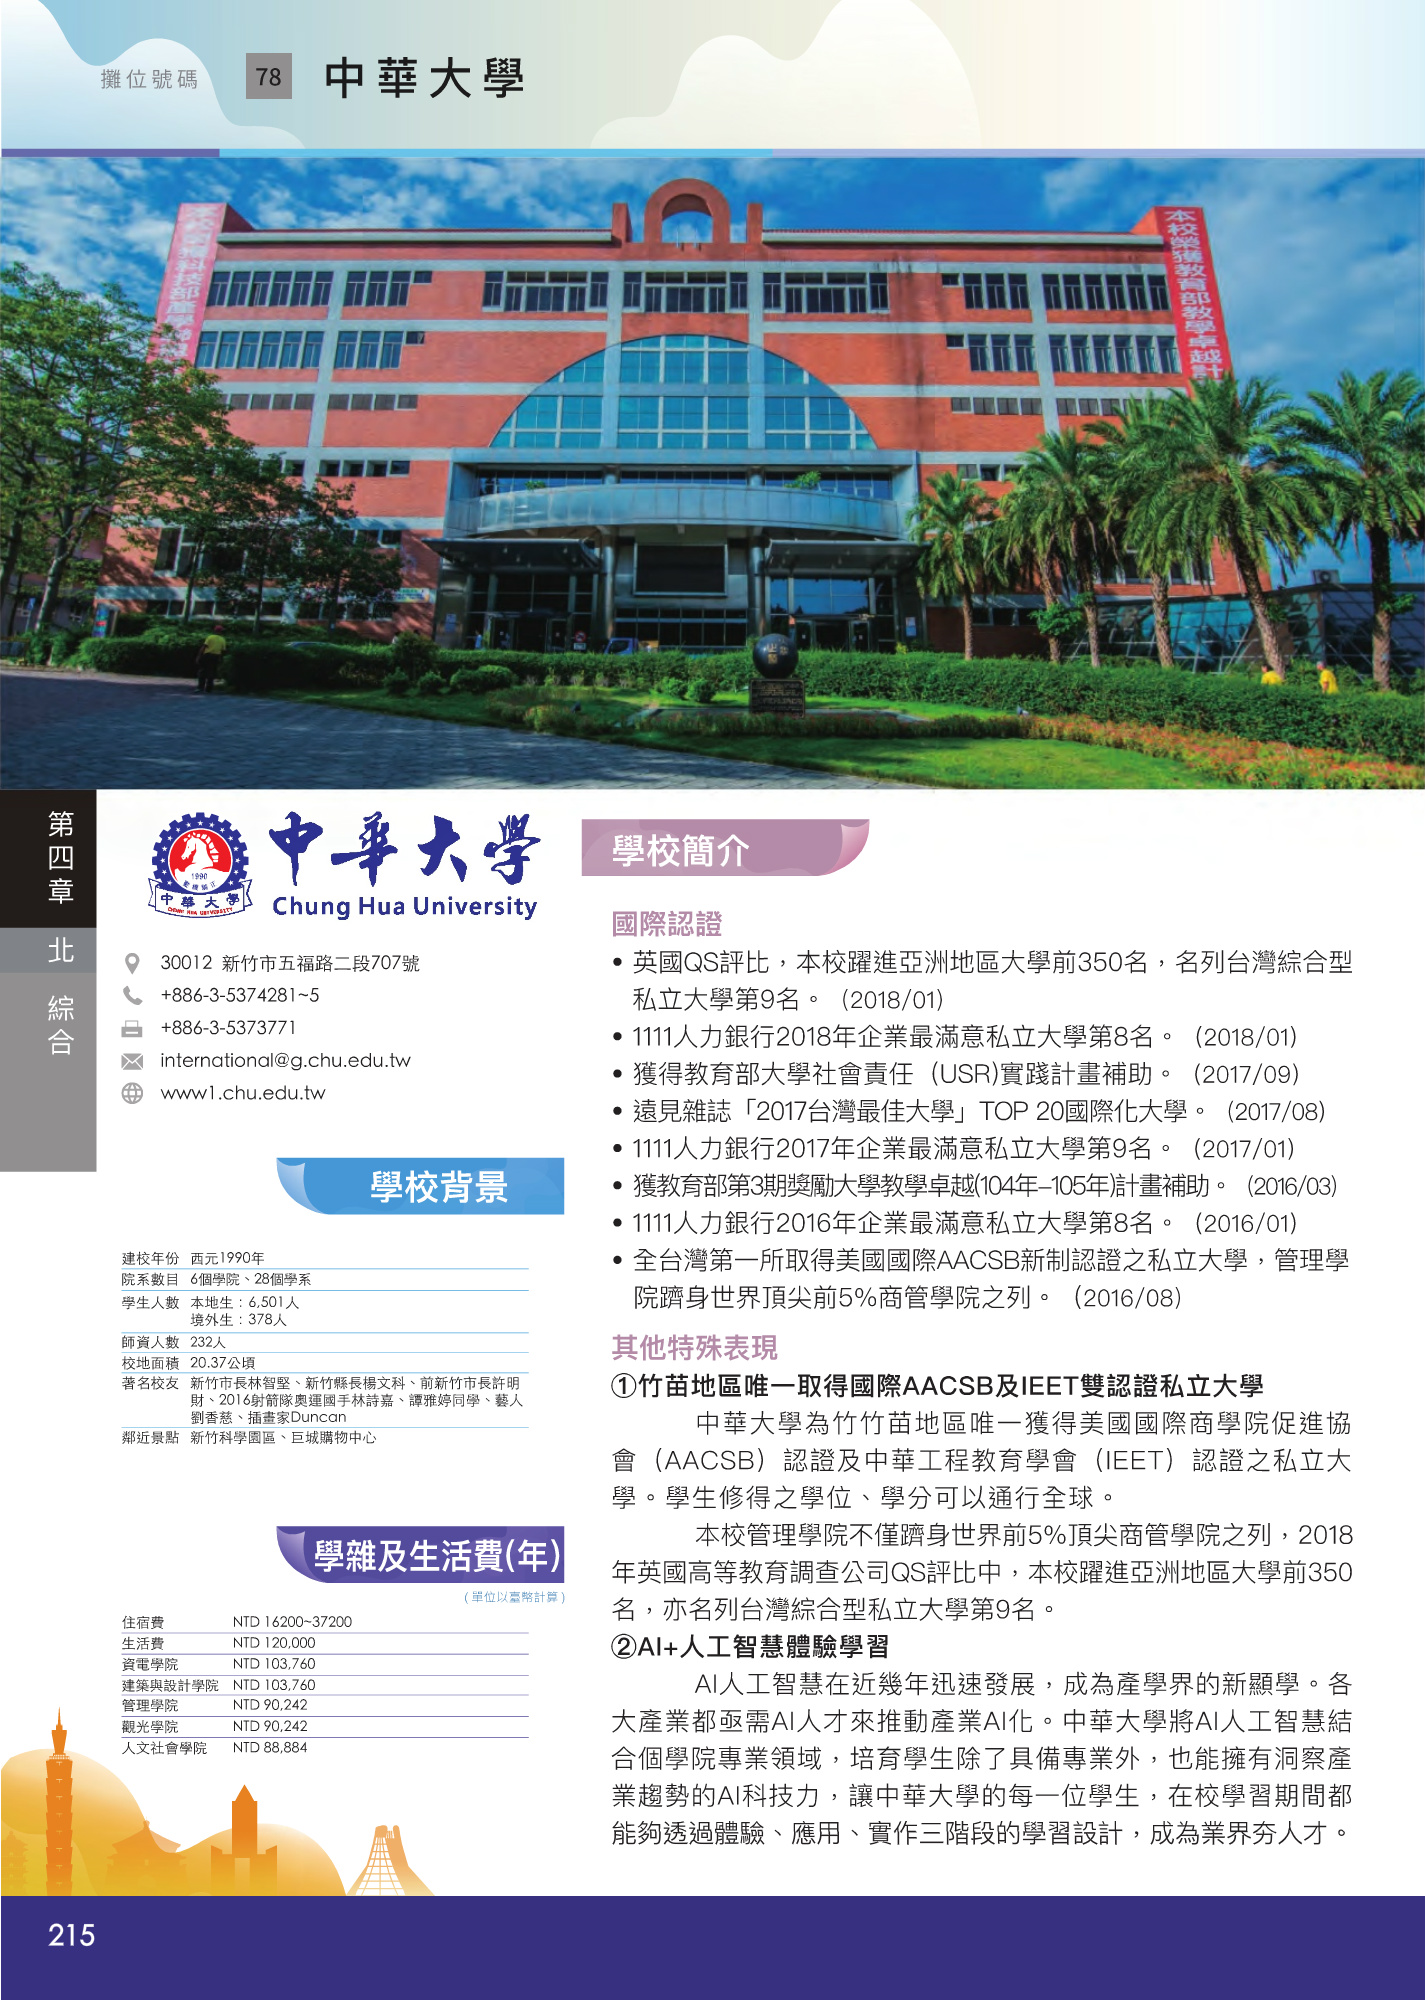 攤位號碼 78 中華大學
本校榮獲教育部教學卓越計
第四章
北
綜合
1990
中華大學
CHUNG HUA UNIVERSITY
中華大學
Chung Hua University
30012 新竹市五福路二段707號
+886-3-5374281~5
+886-3-5373771
international@g.chu.edu.tw
www1.chu.edu.tw
學校背景
建校年份 西元1990年
院系數目 6個學院、28個學系
學生人數 本地生：6,501人
境外生：378人
師資人數 232人
校地面積 20.37公頃
著名校友 新竹市長林智堅、新竹縣長楊文科、前新竹市長許明
財、2016射箭隊奧運國手林詩嘉、譚雅婷同學、藝人
劉香慈、插畫家Duncan
鄰近景點 新竹科學園區、巨城購物中心
學雜及生活費(年)
(單位以臺幣計算)
住宿費 NTD 16200~37200
生活費 NTD 120,000
資電學院 NTD 103,760
建築與設計學院 NTD 103,760
管理學院 NTD 90,242
觀光學院 NTD 90,242
人文社會學院 NTD 88,884
學校簡介
國際認證
• 英國QS評比，本校躍進亞洲地區大學前350名，名列台灣綜合型
私立大學第9名。（2018/01）
• 1111人力銀行2018年企業最滿意私立大學第8名。（2018/01）
• 獲得教育部大學社會責任（USR)實踐計畫補助。（2017/09）
• 遠見雜誌「2017台灣最佳大學」TOP 20國際化大學。（2017/08）
• 1111人力銀行2017年企業最滿意私立大學第9名。（2017/01）
• 獲教育部第3期獎勵大學教學卓越(104年–105年)計畫補助。（2016/03）
• 1111人力銀行2016年企業最滿意私立大學第8名。（2016/01）
• 全台灣第一所取得美國國際AACSB新制認證之私立大學，管理學
院躋身世界頂尖前5%商管學院之列。（2016/08）
其他特殊表現
①竹苗地區唯一取得國際AACSB及IEET雙認證私立大學
中華大學為竹竹苗地區唯一獲得美國國際商學院促進協
會（AACSB）認證及中華工程教育學會（IEET）認證之私立大
學。學生修得之學位、學分可以通行全球。
本校管理學院不僅躋身世界前5%頂尖商管學院之列，2018
年英國高等教育調查公司QS評比中，本校躍進亞洲地區大學前350
名，亦名列台灣綜合型私立大學第9名。
②AI+人工智慧體驗學習
AI人工智慧在近幾年迅速發展，成為產學界的新顯學。各
大產業都亟需AI人才來推動產業AI化。中華大學將AI人工智慧結
合個學院專業領域，培育學生除了具備專業外，也能擁有洞察產
業趨勢的AI科技力，讓中華大學的每一位學生，在校學習期間都
能夠透過體驗、應用、實作三階段的學習設計，成為業界夯人才。
215